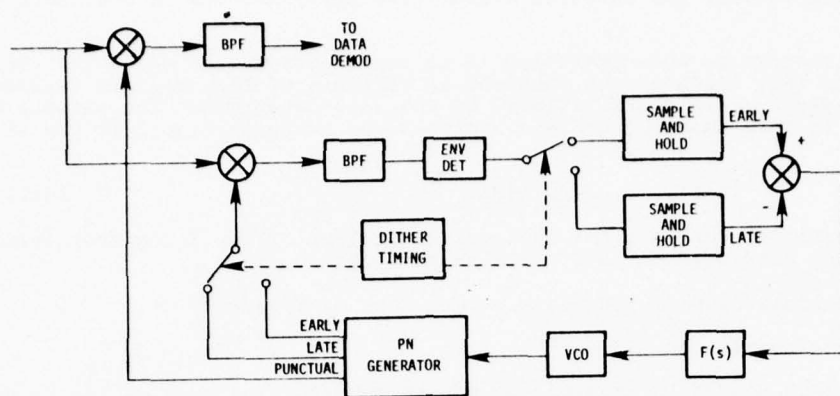 BPF
TO
DATA
DEMOD
BPF
ENV
DET
SAMPLE
AND
HOLD
EARLY
+
SAMPLE
AND
HOLD
-
LATE
DITHER
TIMING
EARLY
LATE
PUNCTUAL
PN
GENERATOR
VCO
F(s)